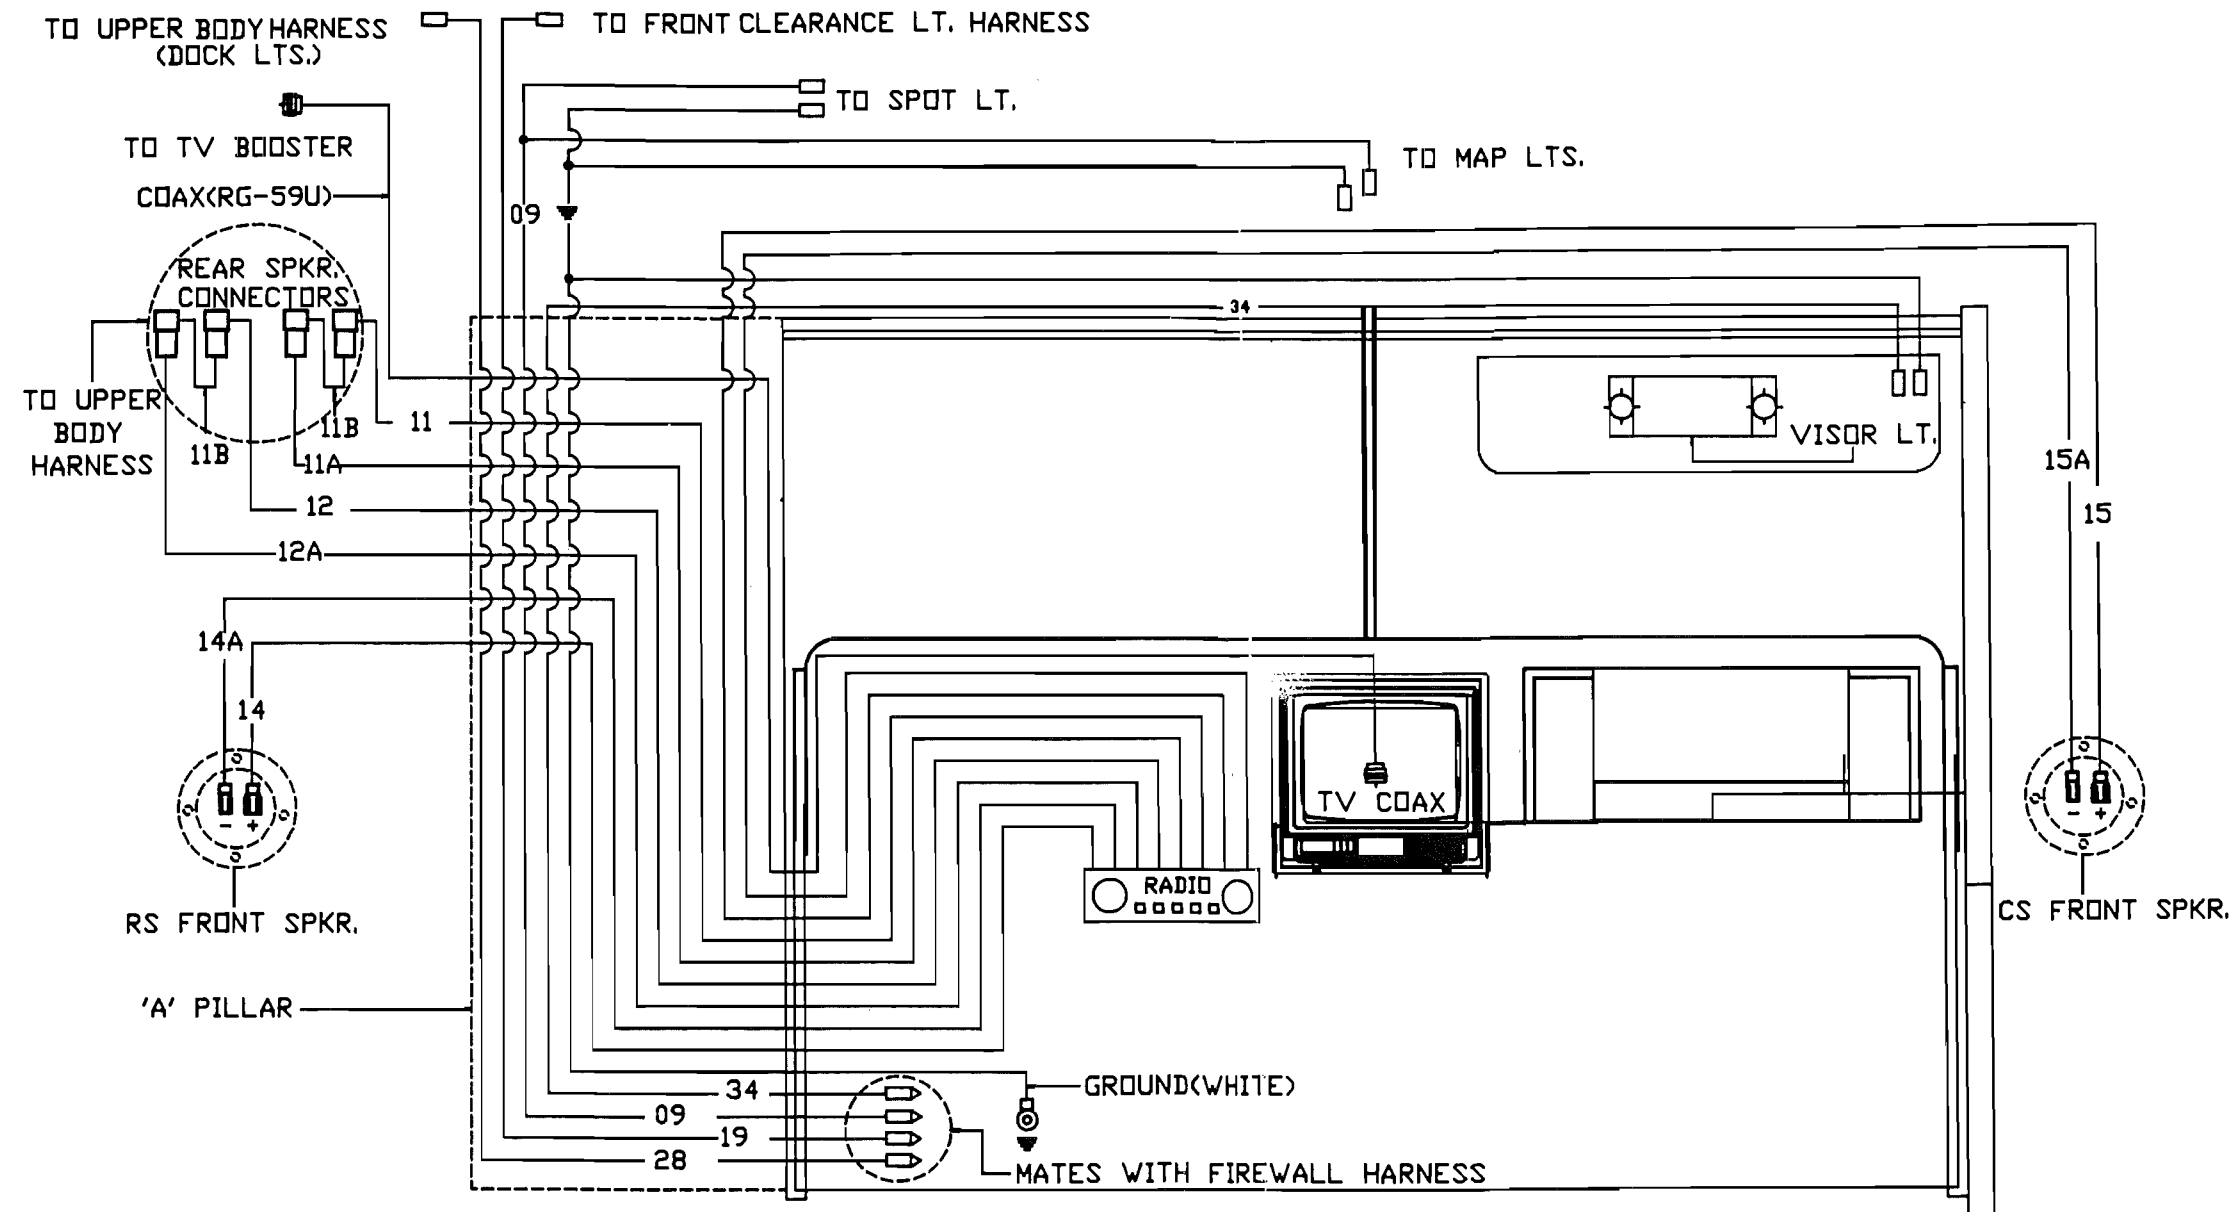 TO UPPER BODY HARNESS
(DOCK LTS.)
TO FRONT CLEARANCE LT. HARNESS
TO SPOT LT.
TO TV BOOSTER
TO MAP LTS.
COAX(RG-59U)
09
REAR SPKR.
CONNECTORS
34
TO UPPER
BODY
HARNESS
11B
11B
11
11A
VISOR LT.
15A
12
15
12A
14A
14
- +
TV COAX
- +
RADIO
RS FRONT SPKR.
CS FRONT SPKR.
'A' PILLAR
34
GROUND(WHITE)
09
19
28
MATES WITH FIREWALL HARNESS